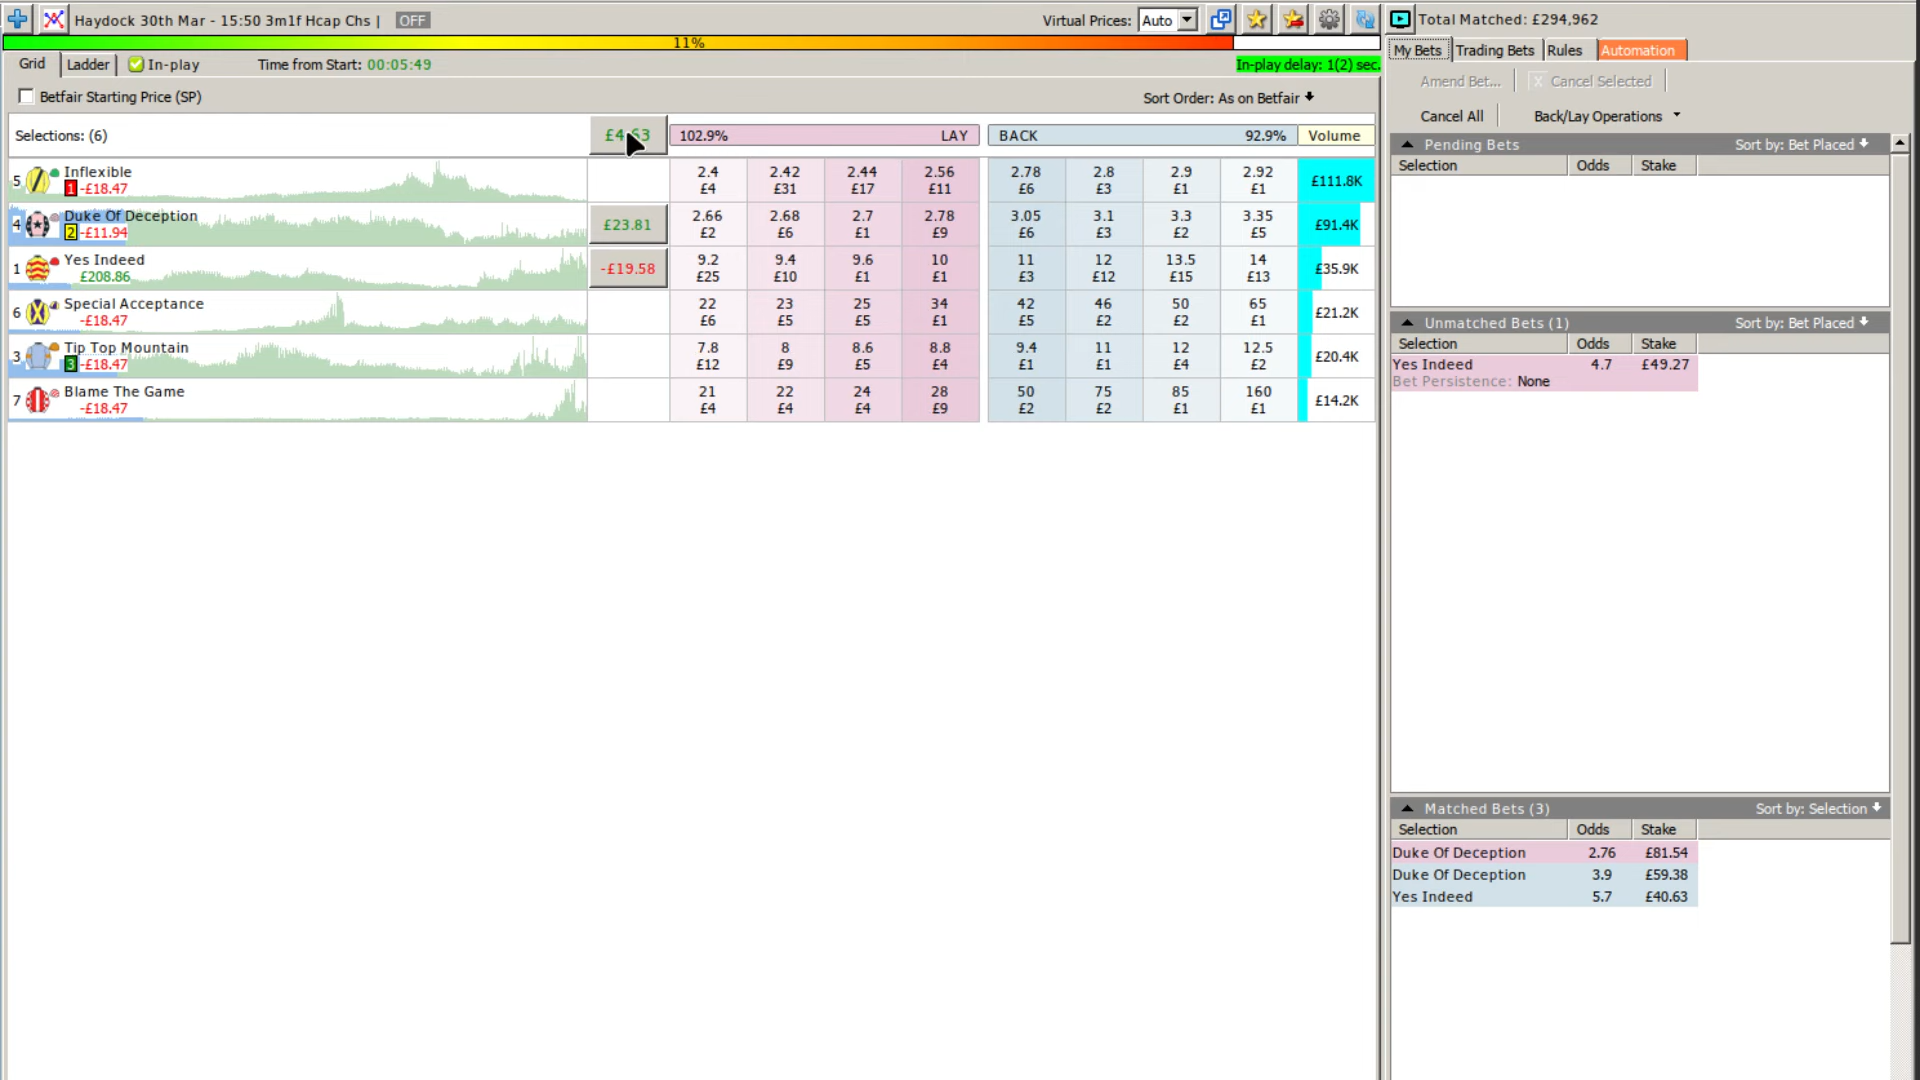 Haydock 30th Mar - 15:50 3m1f Hcap Chs | OFF
Virtual Prices: Auto
Total Matched: £294,962
11%
My Bets Trading Bets Rules Automation
Grid Ladder In-play Time from Start: 00:05:49 In-play delay: 1(2) sec.
Amend Bet... X Cancel Selected
Betfair Starting Price (SP) Sort Order: As on Betfair
Cancel All Back/Lay Operations
Selections: (6) 102.9% LAY BACK 92.9% Volume
5 Inflexible 2.4 2.42 2.44 2.56 2.78 2.8 2.9 2.92 £111.8K
1 -£18.47 £4 £31 £17 £11 £6 £3 £1 £1
4 Duke Of Deception £23.81 2.66 2.68 2.7 2.78 3.05 3.1 3.3 3.35 £91.4K
2 -£11.94 £2 £6 £1 £9 £6 £3 £2 £5
1 Yes Indeed -£19.58 9.2 9.4 9.6 10 11 12 13.5 14 £35.9K
£208.86 £25 £10 £1 £1 £3 £12 £15 £13
6 Special Acceptance 22 23 25 34 42 46 50 65 £21.2K
-£18.47 £6 £5 £5 £1 £5 £2 £2 £1
3 Tip Top Mountain 7.8 8 8.6 8.8 9.4 11 12 12.5 £20.4K
3 -£18.47 £12 £9 £5 £4 £1 £1 £4 £2
7 Blame The Game 21 22 24 28 50 75 85 160 £14.2K
-£18.47 £4 £4 £4 £9 £2 £2 £1 £1
Pending Bets Sort by: Bet Placed
Selection Odds Stake
Unmatched Bets (1) Sort by: Bet Placed
Selection Odds Stake
Yes Indeed 4.7 £49.27
Bet Persistence: None
Matched Bets (3) Sort by: Selection
Selection Odds Stake
Duke Of Deception 2.76 £81.54
Duke Of Deception 3.9 £59.38
Yes Indeed 5.7 £40.63